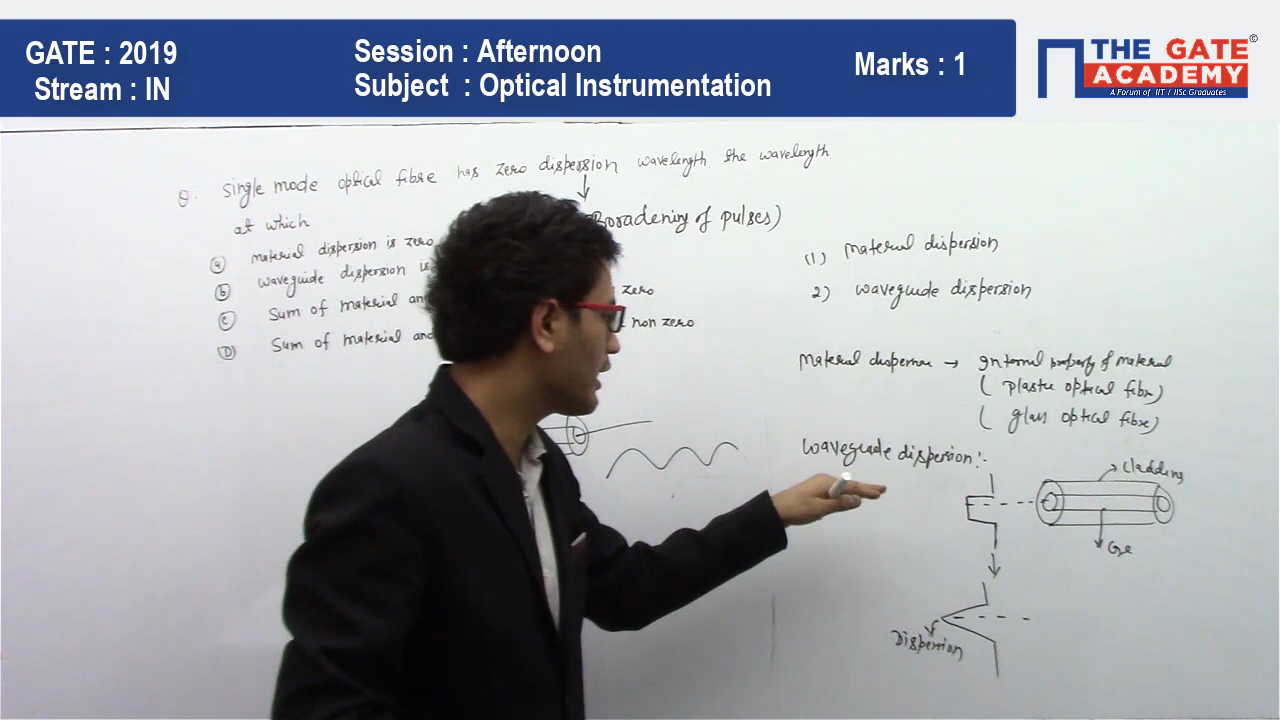 GATE : 2019
Stream : IN
Session : Afternoon
Subject : Optical Instrumentation
Marks : 1
THE GATE ACADEMY
A Forum of IIT / IISc Graduates
©
Q. Single mode optical fibre has zero dispersion wavelength. the wavelength
at which
(Broadening of pulses)
(a) material dispersion is zero
(b) waveguide dispersion is
(c) Sum of material and zero
(D) Sum of material and non zero
(1) Material dispersion
2) waveguide dispersion
Material dispersion → Internal property of material
( plastic optical fibre)
( glass optical fibre)
Waveguide dispersion:-
cladding
Core
Dispersion